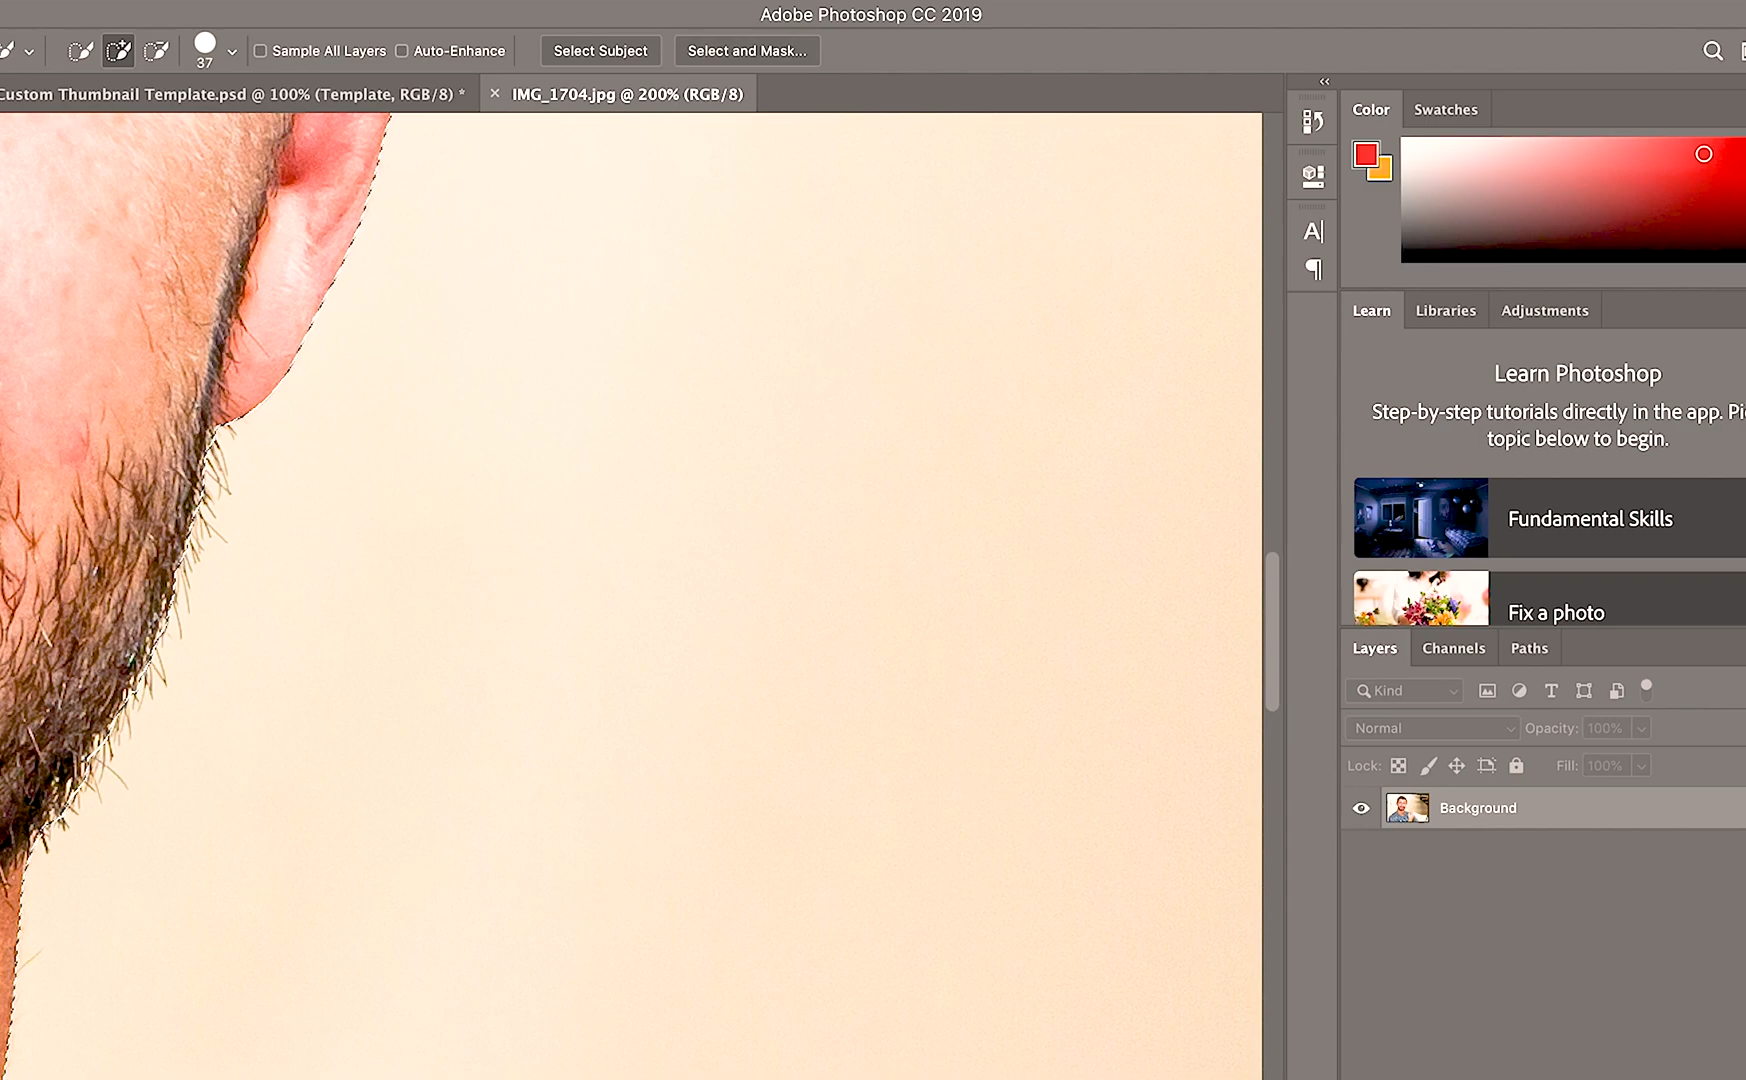 Adobe Photoshop CC 2019
37
Sample All Layers
Auto-Enhance
Select Subject
Select and Mask...
Custom Thumbnail Template.psd @ 100% (Template, RGB/8) *
× IMG_1704.jpg @ 200% (RGB/8)
Color
Swatches
Learn
Libraries
Adjustments
Learn Photoshop
Step-by-step tutorials directly in the app.
topic below to begin.
Fundamental Skills
Fix a photo
Layers
Channels
Paths
Kind
Normal
Opacity: 100%
Lock:
Fill: 100%
Background